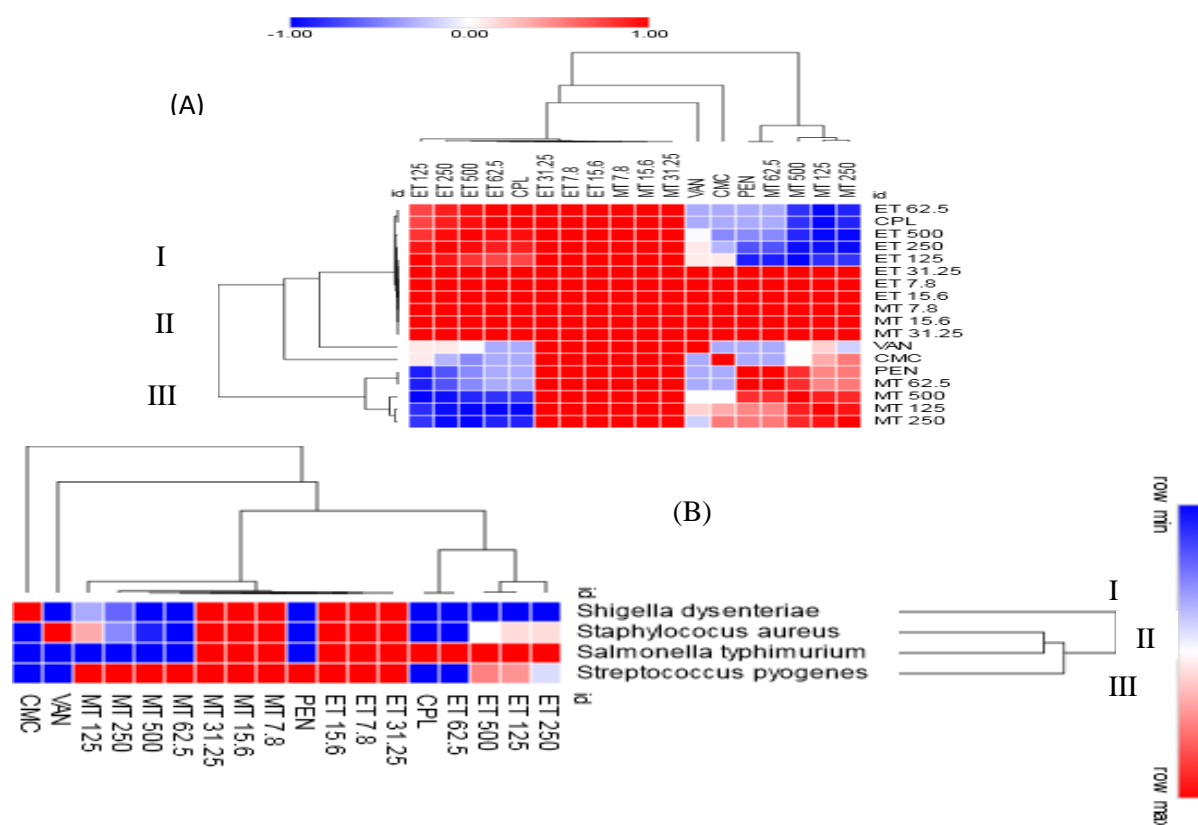 -1.00 0.00 1.00
(A)
id ET 125 ET 250 ET 500 ET 62.5 CPL ET 31.25 ET 7.8 ET 15.6 MT 7.8 MT 15.6 MT 31.25 VAN CMC PEN MT 62.5 MT 500 MT 125 MT 250 id
ET 62.5
CPL
ET 500
ET 250
I ET 125
ET 31.25
ET 7.8
ET 15.6
II MT 7.8
MT 15.6
MT 31.25
VAN
CMC
PEN
III MT 62.5
MT 500
MT 125
MT 250
(B)
row min
id
I
Shigella dysenteriae
Staphylococus aureus
II
Salmonella typhimurium
Streptococcus pyogenes
III
id
CMC VAN MT 125 MT 250 MT 500 MT 62.5 MT 31.25 MT 15.6 MT 7.8 PEN ET 15.6 ET 7.8 ET 31.25 CPL ET 62.5 ET 500 ET 125 ET 250
row max